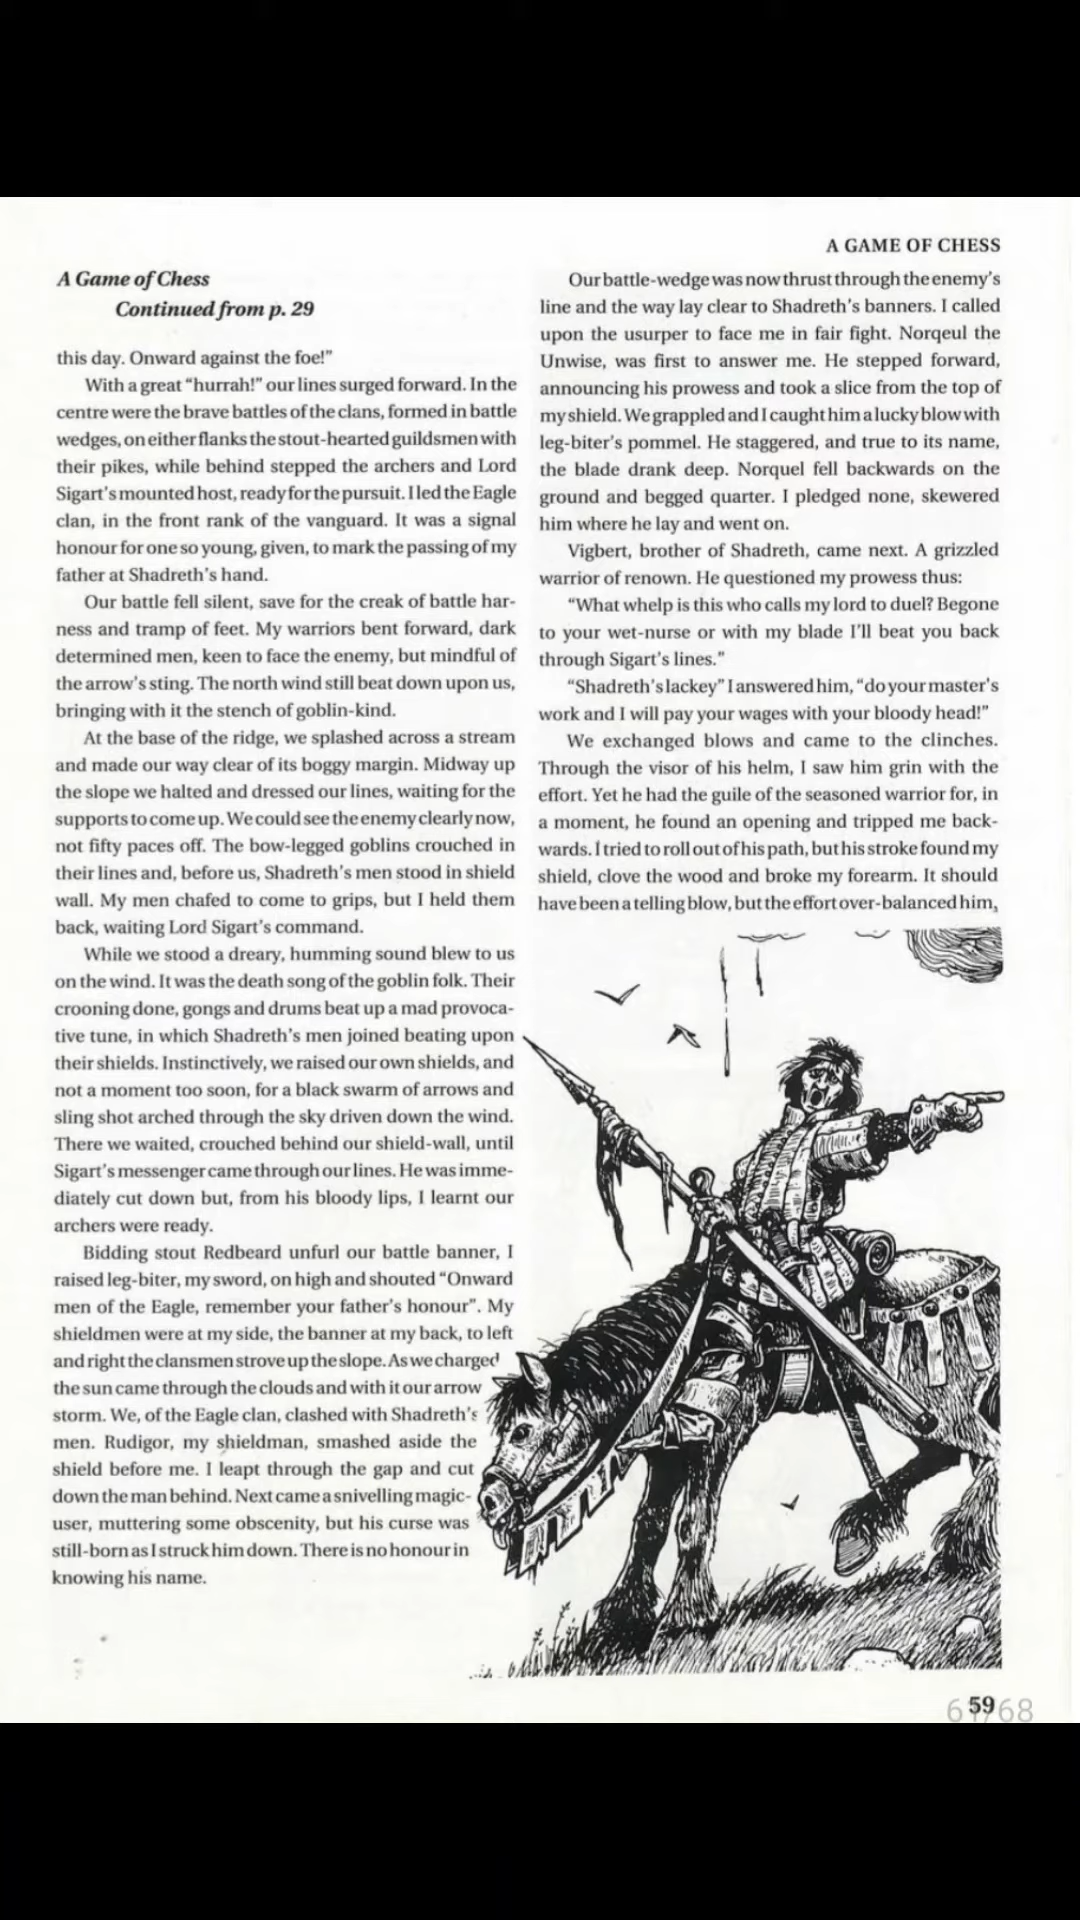 A GAME OF CHESS
A Game of Chess
Continued from p. 29
this day. Onward against the foe!”
With a great “hurrah!” our lines surged forward. In the
centre were the brave battles of the clans, formed in battle
wedges, on either flanks the stout-hearted guildsmen with
their pikes, while behind stepped the archers and Lord
Sigart’s mounted host, ready for the pursuit. I led the Eagle
clan, in the front rank of the vanguard. It was a signal
honour for one so young, given, to mark the passing of my
father at Shadreth’s hand.
Our battle fell silent, save for the creak of battle har-
ness and tramp of feet. My warriors bent forward, dark
determined men, keen to face the enemy, but mindful of
the arrow’s sting. The north wind still beat down upon us,
bringing with it the stench of goblin-kind.
At the base of the ridge, we splashed across a stream
and made our way clear of its boggy margin. Midway up
the slope we halted and dressed our lines, waiting for the
supports to come up. We could see the enemy clearly now,
not fifty paces off. The bow-legged goblins crouched in
their lines and, before us, Shadreth’s men stood in shield
wall. My men chafed to come to grips, but I held them
back, waiting Lord Sigart’s command.
While we stood a dreary, humming sound blew to us
on the wind. It was the death song of the goblin folk. Their
crooning done, gongs and drums beat up a mad provoca-
tive tune, in which Shadreth’s men joined beating upon
their shields. Instinctively, we raised our own shields, and
not a moment too soon, for a black swarm of arrows and
sling shot arched through the sky driven down the wind.
There we waited, crouched behind our shield-wall, until
Sigart’s messenger came through our lines. He was imme-
diately cut down but, from his bloody lips, I learnt our
archers were ready.
Bidding stout Redbeard unfurl our battle banner, I
raised leg-biter, my sword, on high and shouted “Onward
men of the Eagle, remember your father’s honour”. My
shieldmen were at my side, the banner at my back, to left
and right the clansmen strove up the slope. As we charged
the sun came through the clouds and with it our arrow
storm. We, of the Eagle clan, clashed with Shadreth’s
men. Rudigor, my shieldman, smashed aside the
shield before me. I leapt through the gap and cut
down the man behind. Next came a snivelling magic-
user, muttering some obscenity, but his curse was
still-born as I struck him down. There is no honour in
knowing his name.
Our battle-wedge was now thrust through the enemy’s
line and the way lay clear to Shadreth’s banners. I called
upon the usurper to face me in fair fight. Norqeul the
Unwise, was first to answer me. He stepped forward,
announcing his prowess and took a slice from the top of
my shield. We grappled and I caught him a lucky blow with
leg-biter’s pommel. He staggered, and true to its name,
the blade drank deep. Norquel fell backwards on the
ground and begged quarter. I pledged none, skewered
him where he lay and went on.
Vigbert, brother of Shadreth, came next. A grizzled
warrior of renown. He questioned my prowess thus:
“What whelp is this who calls my lord to duel? Begone
to your wet-nurse or with my blade I’ll beat you back
through Sigart’s lines.”
“Shadreth’s lackey” I answered him, “do your master’s
work and I will pay your wages with your bloody head!”
We exchanged blows and came to the clinches.
Through the visor of his helm, I saw him grin with the
effort. Yet he had the guile of the seasoned warrior for, in
a moment, he found an opening and tripped me back-
wards. I tried to roll out of his path, but his stroke found my
shield, clove the wood and broke my forearm. It should
have been a telling blow, but the effort over-balanced him,
59